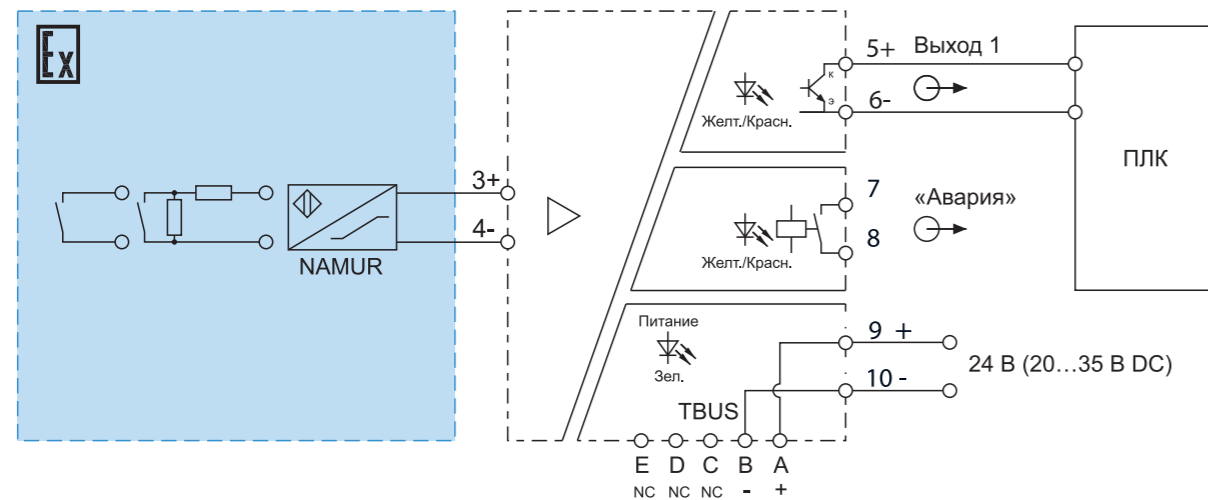 Ex
5+ Выход 1
к
э
6-
Желт./Красн.
ПЛК
3+
7
«Авария»
4-
8
NAMUR
Желт./Красн.
Питание
9 +
24 В (20…35 В DC)
Зел.
10 -
TBUS
E D C B A
NC NC NC - +